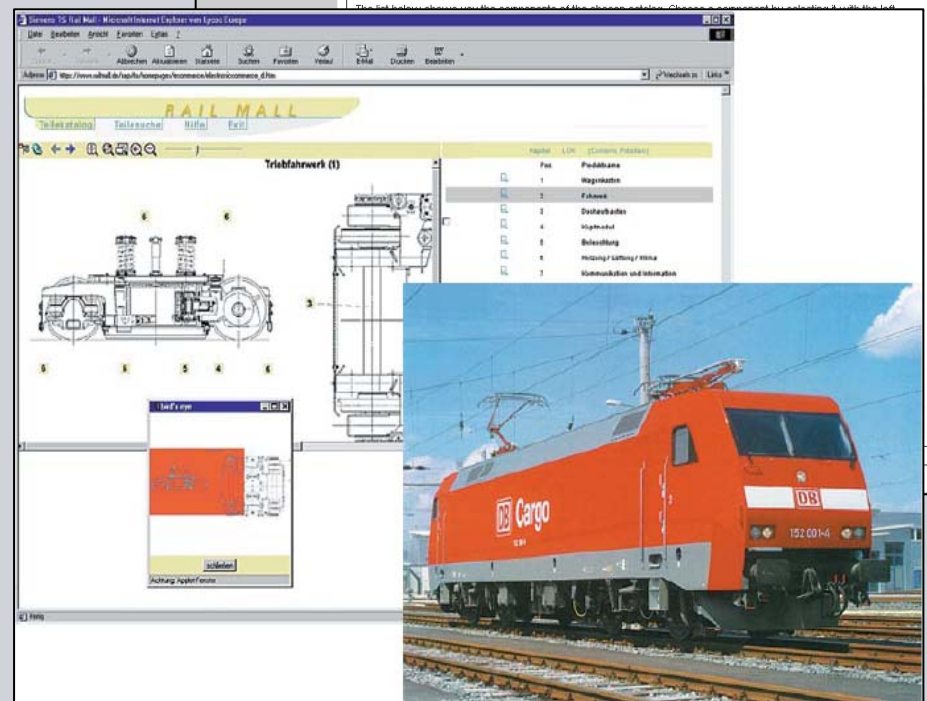 The list below shows you the components of the chosen catalog. Choose a component by selecting it with the left
Siemens TS Rail Mall - Microsoft Internet Explorer von Lycos Europe
Datei Bearbeiten Ansicht Favoriten Extras ?
Abbrechen Aktualisieren Startseite Suchen Favoriten Verlauf E-Mail Drucken Bearbeiten
Adresse Wechseln zu Links
RAIL MALL
Teilekatalog Teilesuche Hilfe Exit
Kapitel LOK
Triebfahrwerk (1)
Pos. Produktname
1 Wagenkasten
2 Fahrwerk
3 Dachaufbauten
4 Kopfmodul
5 Beleuchtung
6 Heizung / Lüftung / Klima
7 Kommunikation und Information
6 6
3
5 4 6
bird's eye
schließen
Achtung: Applet-Fenster
Fertig
DB Cargo
DB
152 001-4